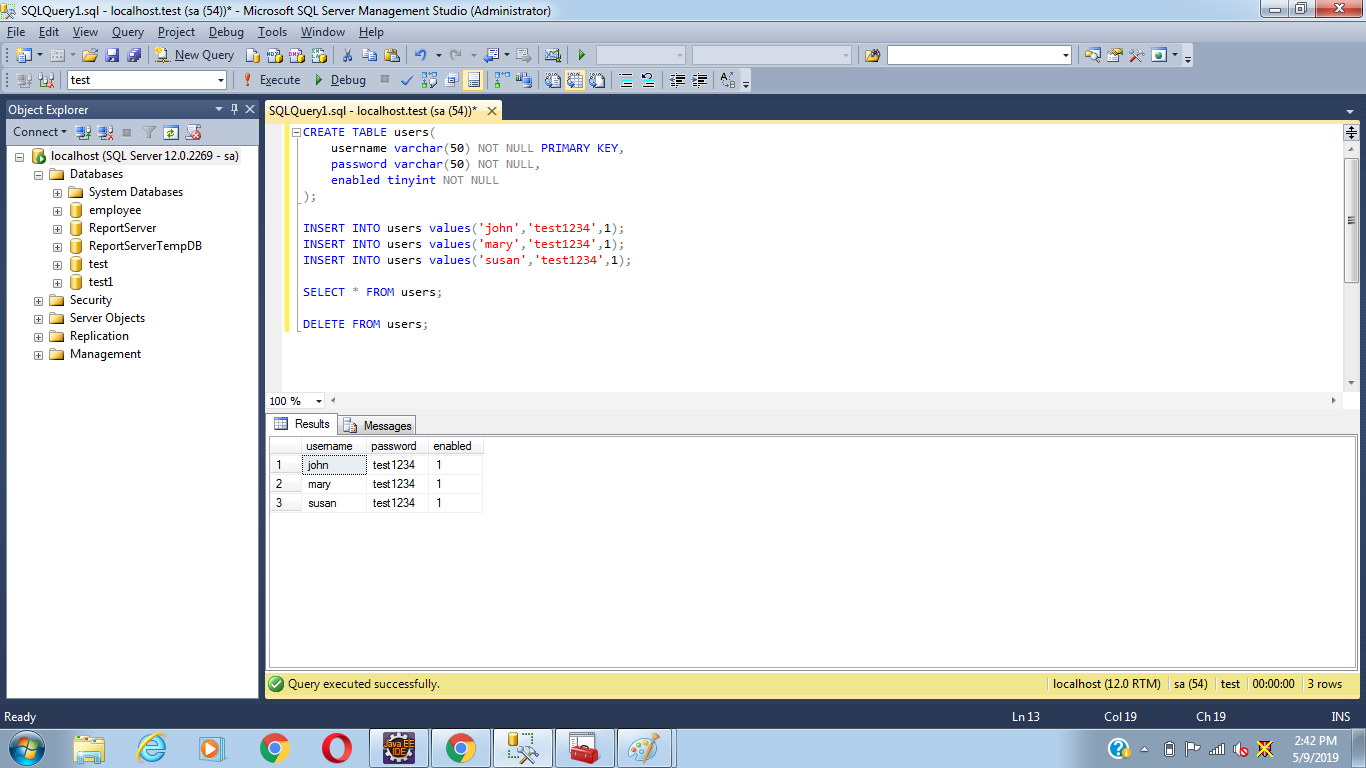 SQLQuery1.sql - localhost.test (sa (54))* - Microsoft SQL Server Management Studio (Administrator)
File Edit View Query Project Debug Tools Window Help
New Query
test Execute Debug
Object Explorer
Connect
localhost (SQL Server 12.0.2269 - sa)
Databases
System Databases
employee
ReportServer
ReportServerTempDB
test
test1
Security
Server Objects
Replication
Management
SQLQuery1.sql - localhost.test (sa (54))*
CREATE TABLE users(
username varchar(50) NOT NULL PRIMARY KEY,
password varchar(50) NOT NULL,
enabled tinyint NOT NULL
);
INSERT INTO users values('john','test1234',1);
INSERT INTO users values('mary','test1234',1);
INSERT INTO users values('susan','test1234',1);
SELECT * FROM users;
DELETE FROM users;
100 %
Results Messages
username password enabled
1 john test1234 1
2 mary test1234 1
3 susan test1234 1
Query executed successfully. localhost (12.0 RTM) sa (54) test 00:00:00 3 rows
Ready Ln 13 Col 19 Ch 19 INS
Java EE
IDE
2:42 PM
5/9/2019